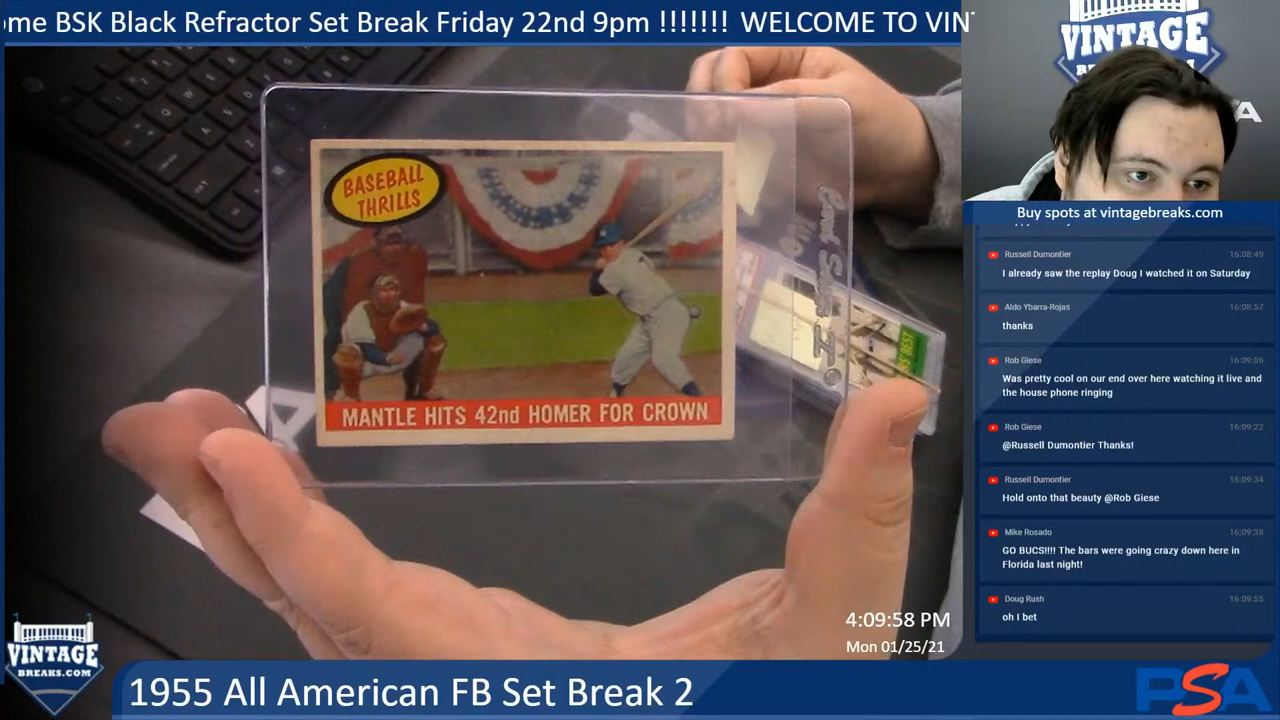 ome BSK Black Refractor Set Break Friday 22nd 9pm !!!!!!! WELCOME TO VIN
VINTAGE
BREAKS
A
BASEBALL
THRILLS
MANTLE HITS 42nd HOMER FOR CROWN
Card Saver I
Buy spots at vintagebreaks.com
Russell Dumontier 16:08:49
I already saw the replay Doug I watched it on Saturday
Aldo Ybarra-Rojas 16:08:57
thanks
Rob Giese 16:09:06
Was pretty cool on our end over here watching it live and
the house phone ringing
Rob Giese 16:09:22
@Russell Dumontier Thanks!
Russell Dumontier 16:09:34
Hold onto that beauty @Rob Giese
Mike Rosado 16:09:38
GO BUCS!!!! The bars were going crazy down here in
Florida last night!
Doug Rush 16:09:55
oh I bet
4:09:58 PM
Mon 01/25/21
VINTAGE
BREAKS.COM
1955 All American FB Set Break 2
PSA